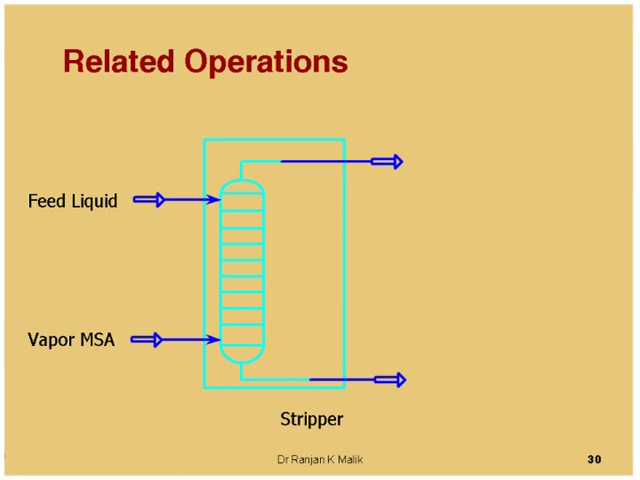 Related Operations
Feed Liquid
Vapor MSA
Stripper
Dr Ranjan K Malik
30